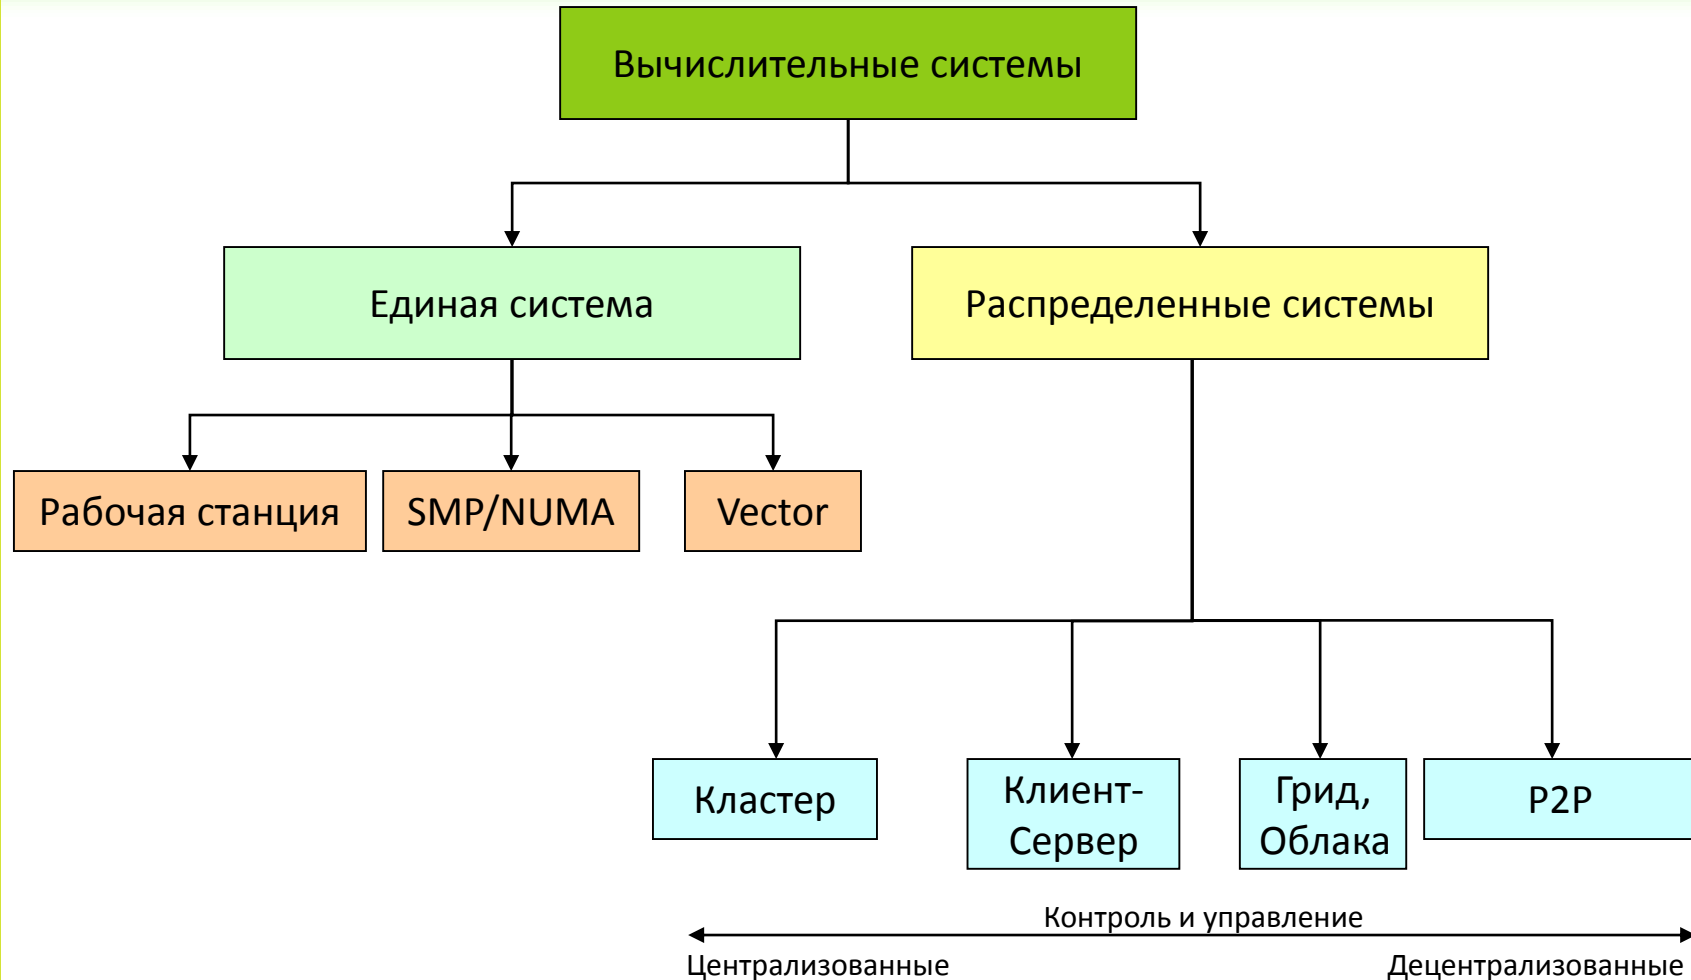 Вычислительные системы
Единая система
Распределенные системы
Рабочая станция
SMP/NUMA
Vector
Кластер
Клиент-
Сервер
Грид,
Облака
P2P
Контроль и управление
Централизованные
Децентрализованные